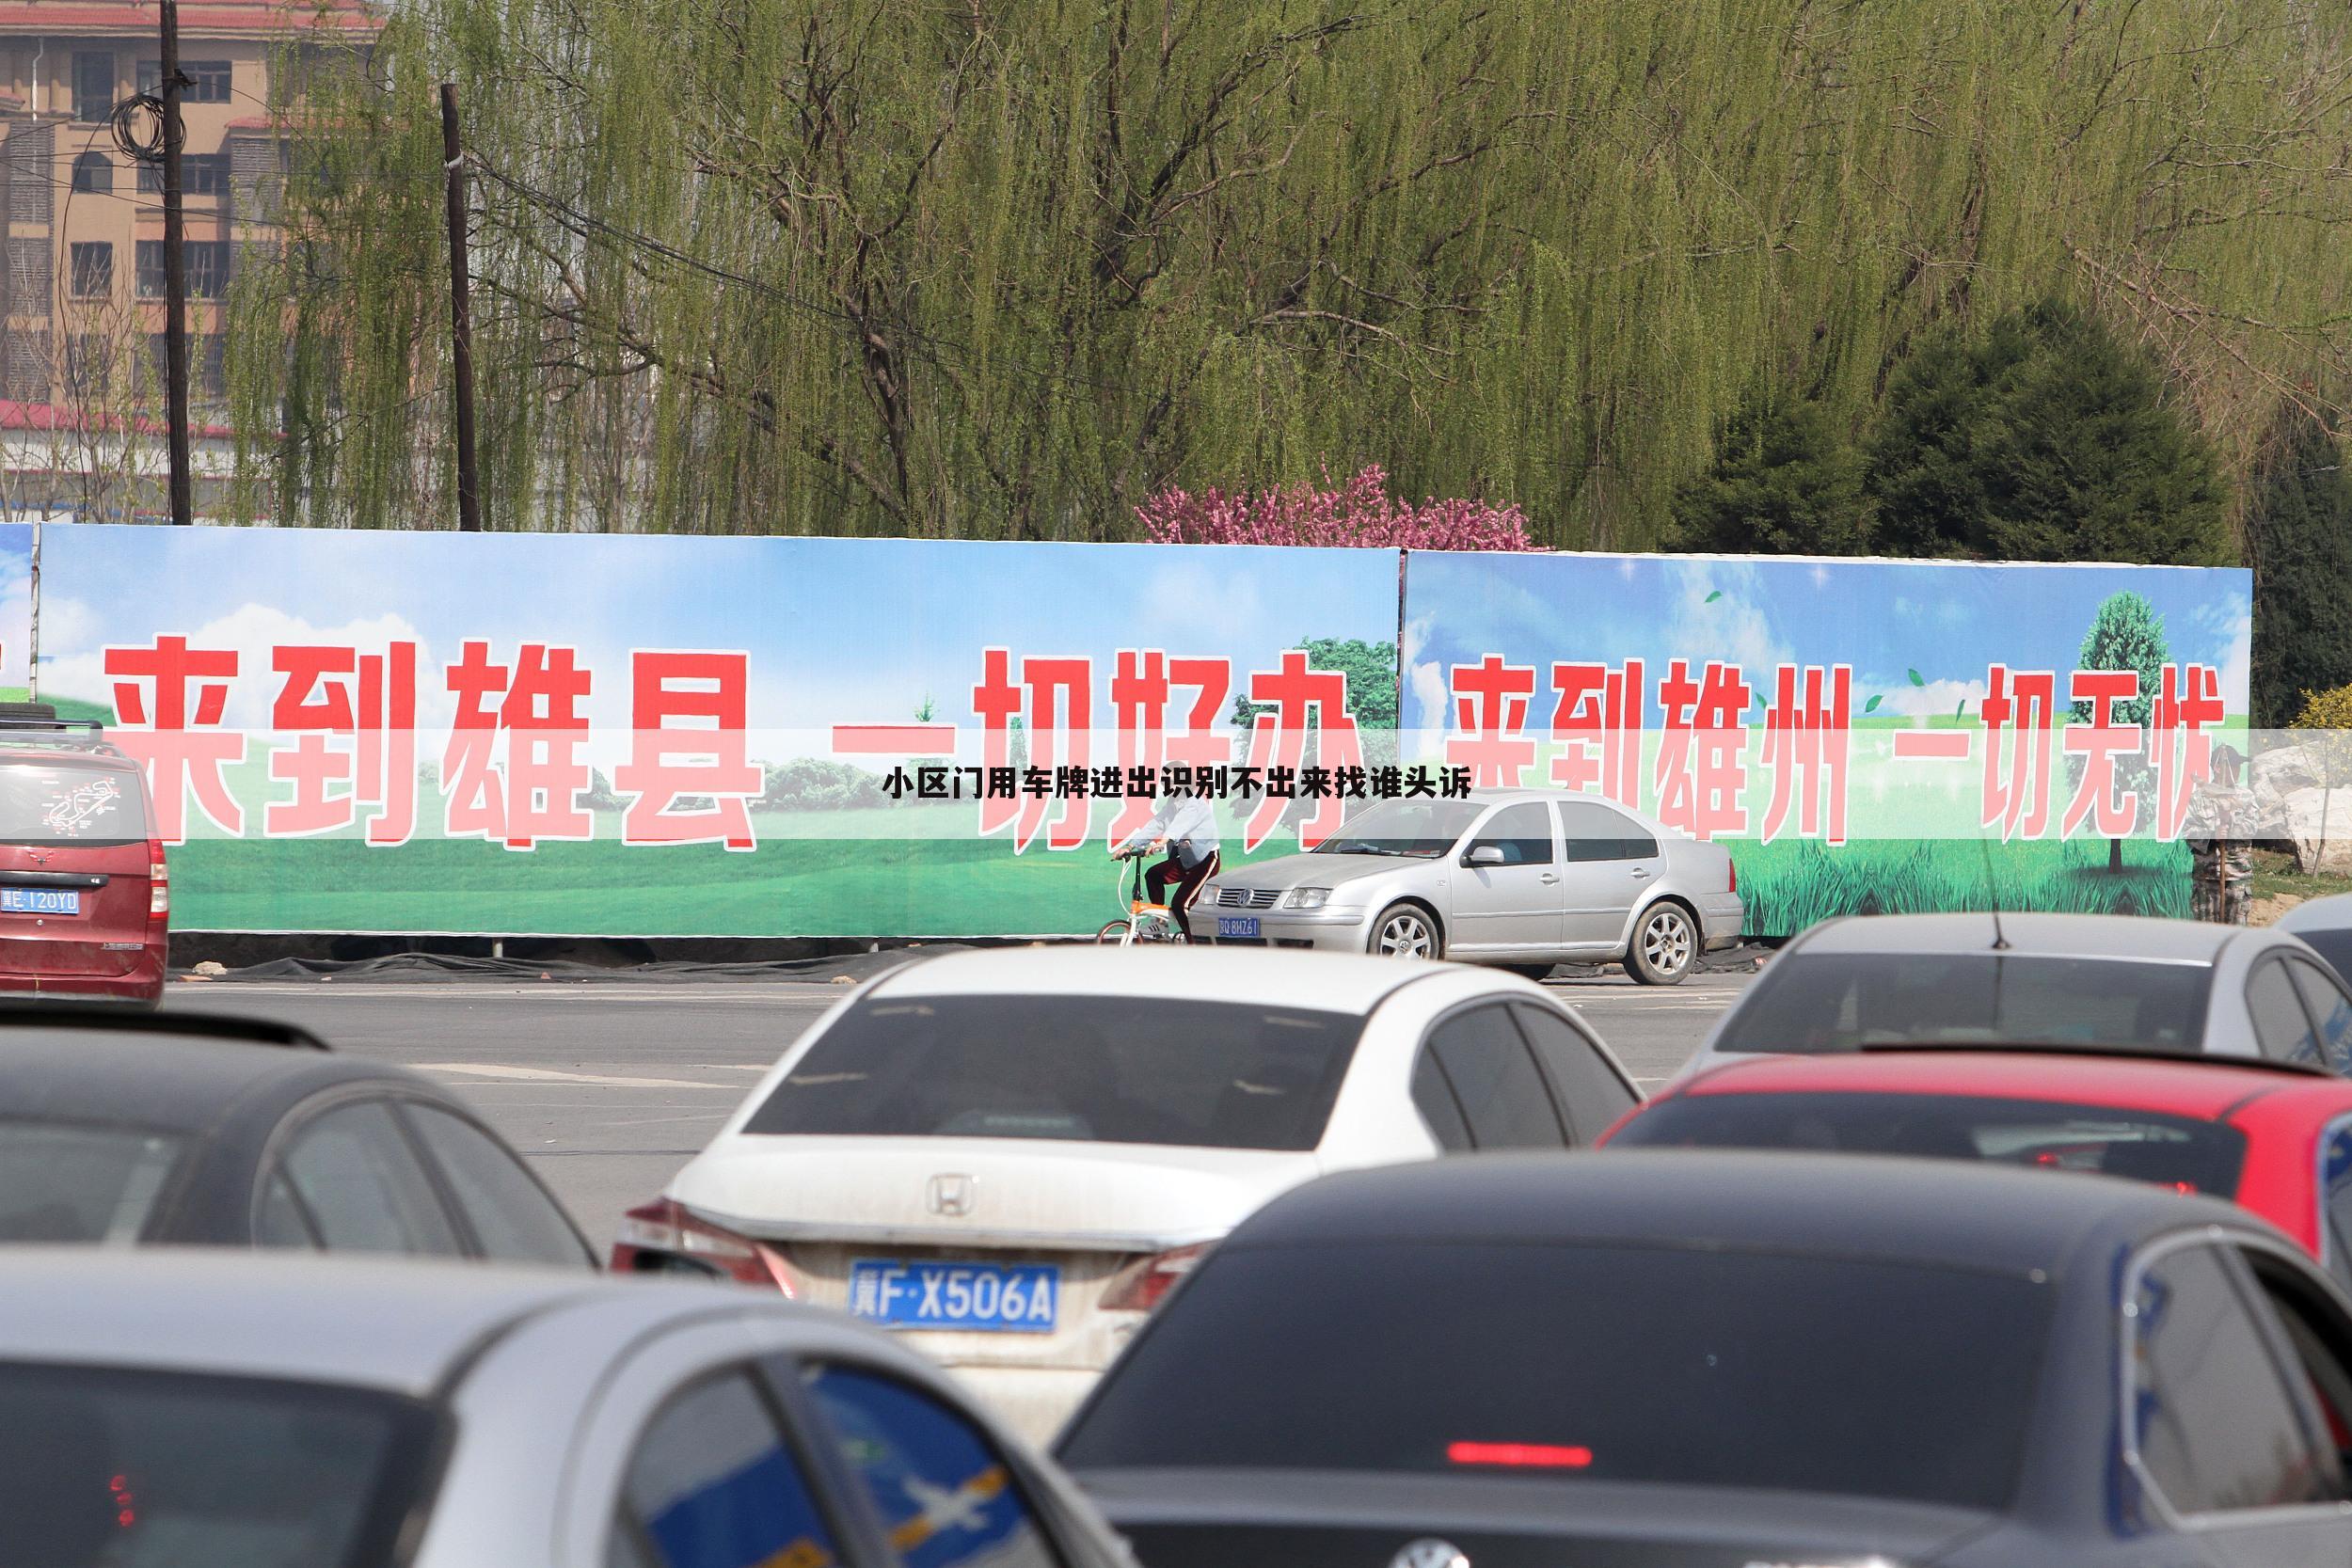 来到雄县 一切好办
来到雄州 一切无忧
小区门用车牌进出识别不出来找谁头诉
冀E·120YD
Q 8HZ61
冀F·X506A